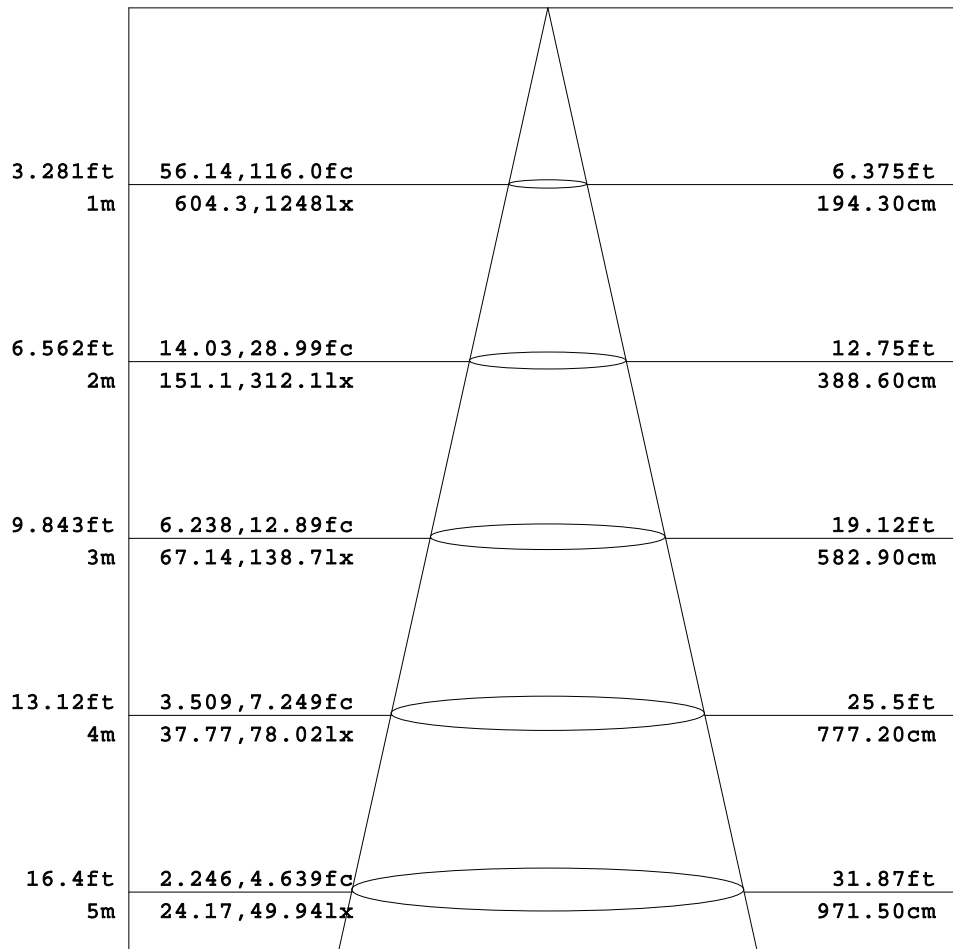 3.281ft 56.14,116.0fc 6.375ft
1m 604.3,1248lx 194.30cm
6.562ft 14.03,28.99fc 12.75ft
2m 151.1,312.1lx 388.60cm
9.843ft 6.238,12.89fc 19.12ft
3m 67.14,138.7lx 582.90cm
13.12ft 3.509,7.249fc 25.5ft
4m 37.77,78.02lx 777.20cm
16.4ft 2.246,4.639fc 31.87ft
5m 24.17,49.94lx 971.50cm